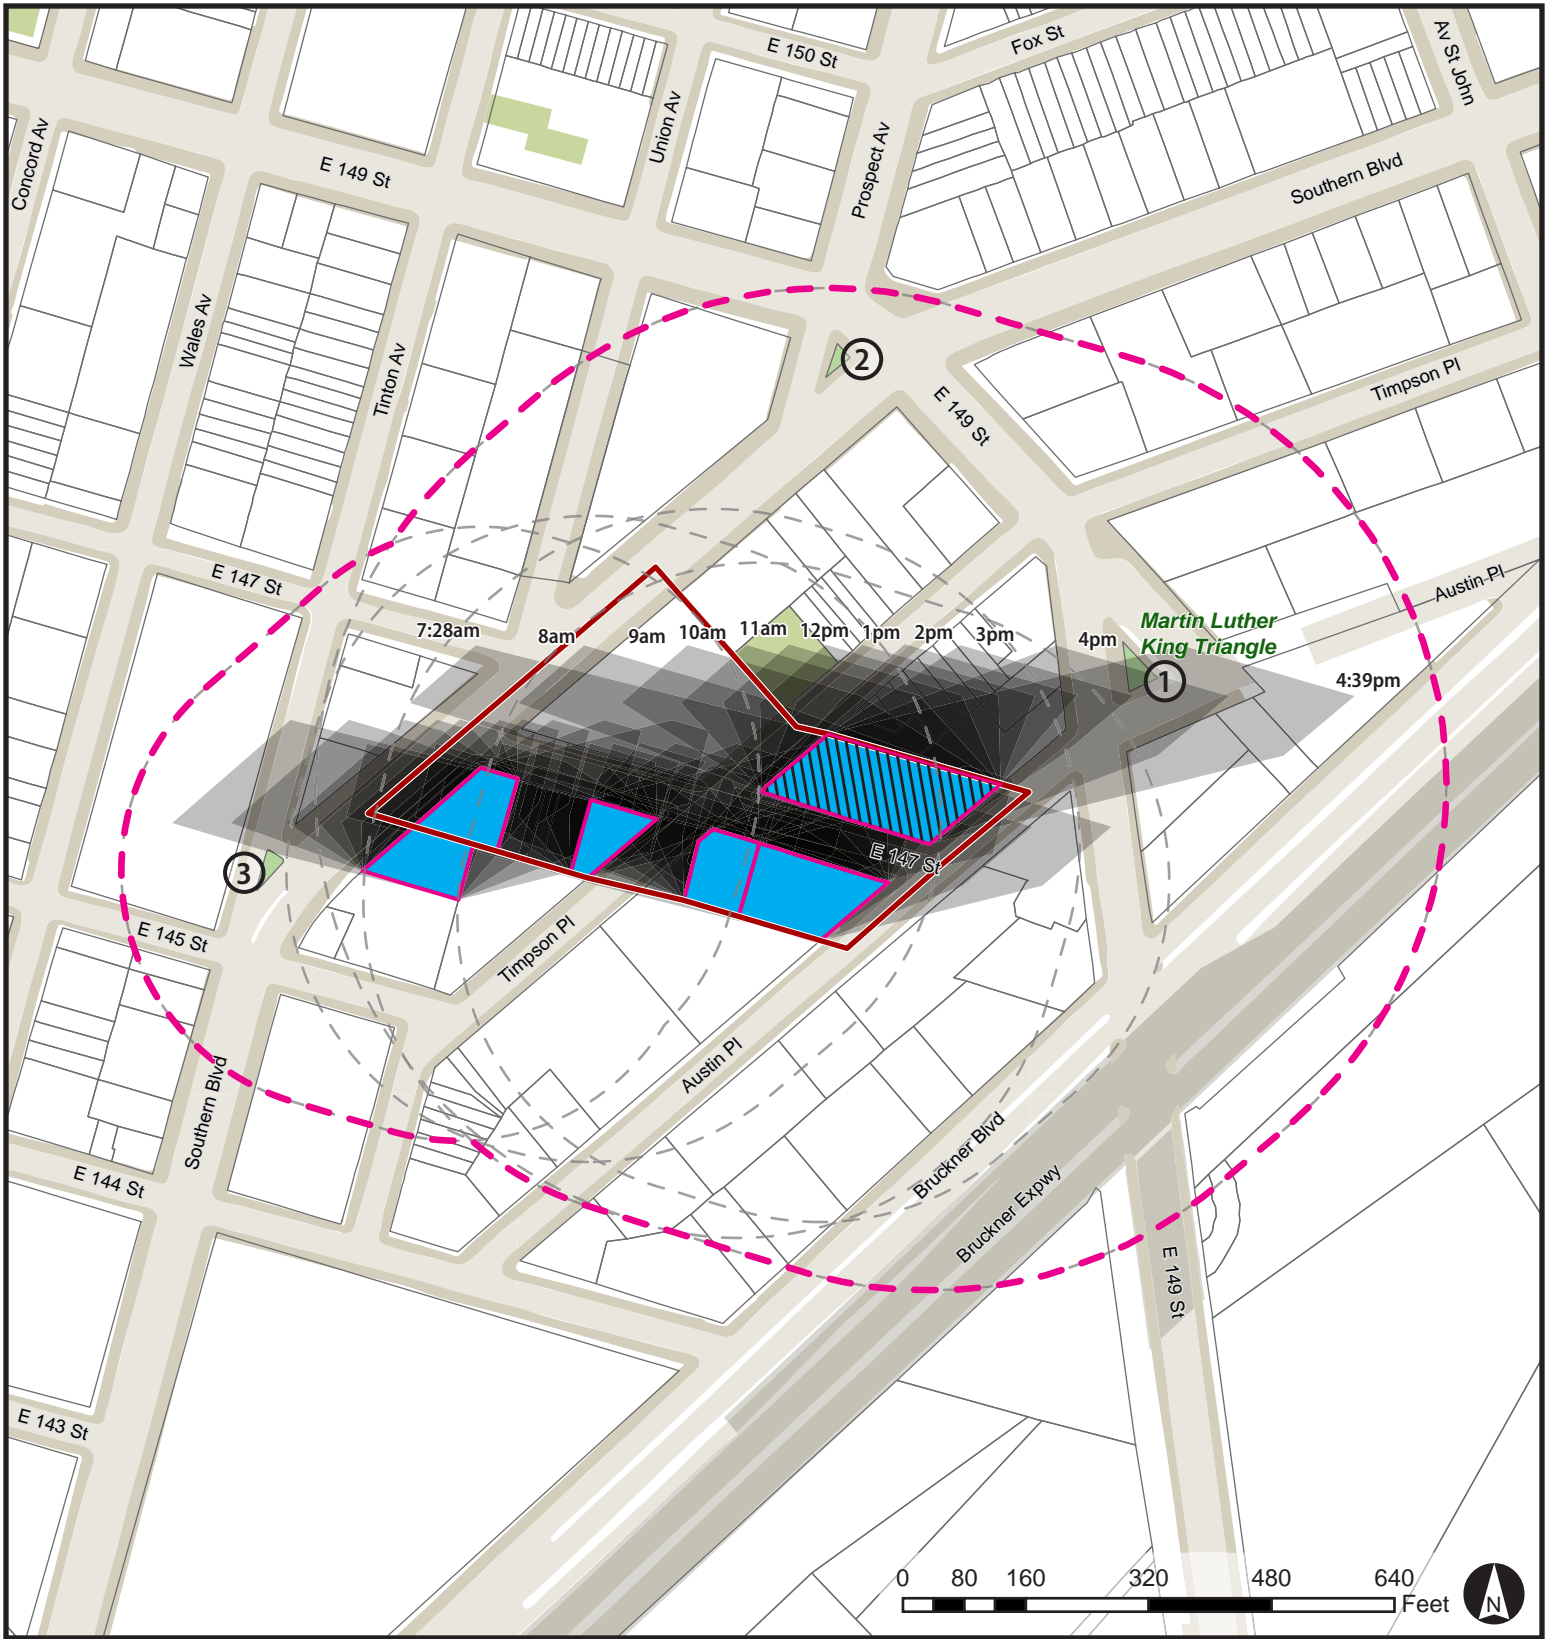 E 150 St
Fox St
Av St John
Union Av
Prospect Av
Concord Av
E 149 St
Southern Blvd
Wales Av
Tinton Av
2
E 149 St
Timpson Pl
E 147 St
Austin Pl
Martin Luther
King Triangle
7:28am
8am
9am
10am
11am
12pm
1pm
2pm
3pm
4pm
4:39pm
1
E 147 St
3
E 145 St
Timpson Pl
Austin Pl
Southern Blvd
Bruckner Blvd
Bruckner Expwy
E 144 St
E 149 St
E 143 St
0 80 160 320 480 640
Feet
N